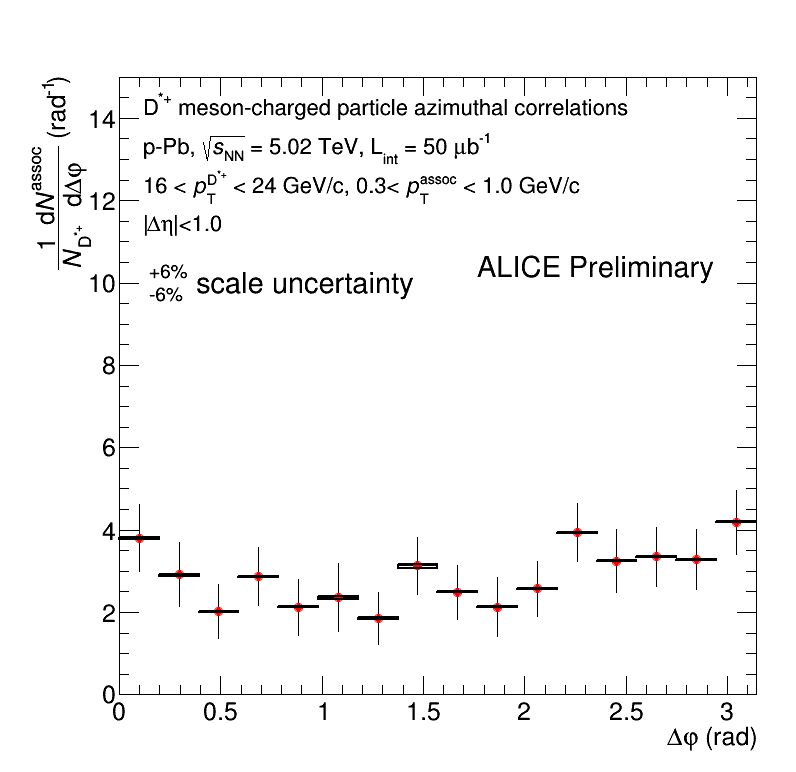 D*+ meson-charged particle azimuthal correlations
p-Pb, √sNN = 5.02 TeV, Lint = 50 μb-1
16 < pTD*+ < 24 GeV/c, 0.3< pTassoc < 1.0 GeV/c
|Δη|<1.0
+6%
-6% scale uncertainty
ALICE Preliminary
1 dNassoc
ND*+ dΔφ (rad-1)
14
12
10
8
6
4
2
0
0 0.5 1 1.5 2 2.5 3
Δφ (rad)